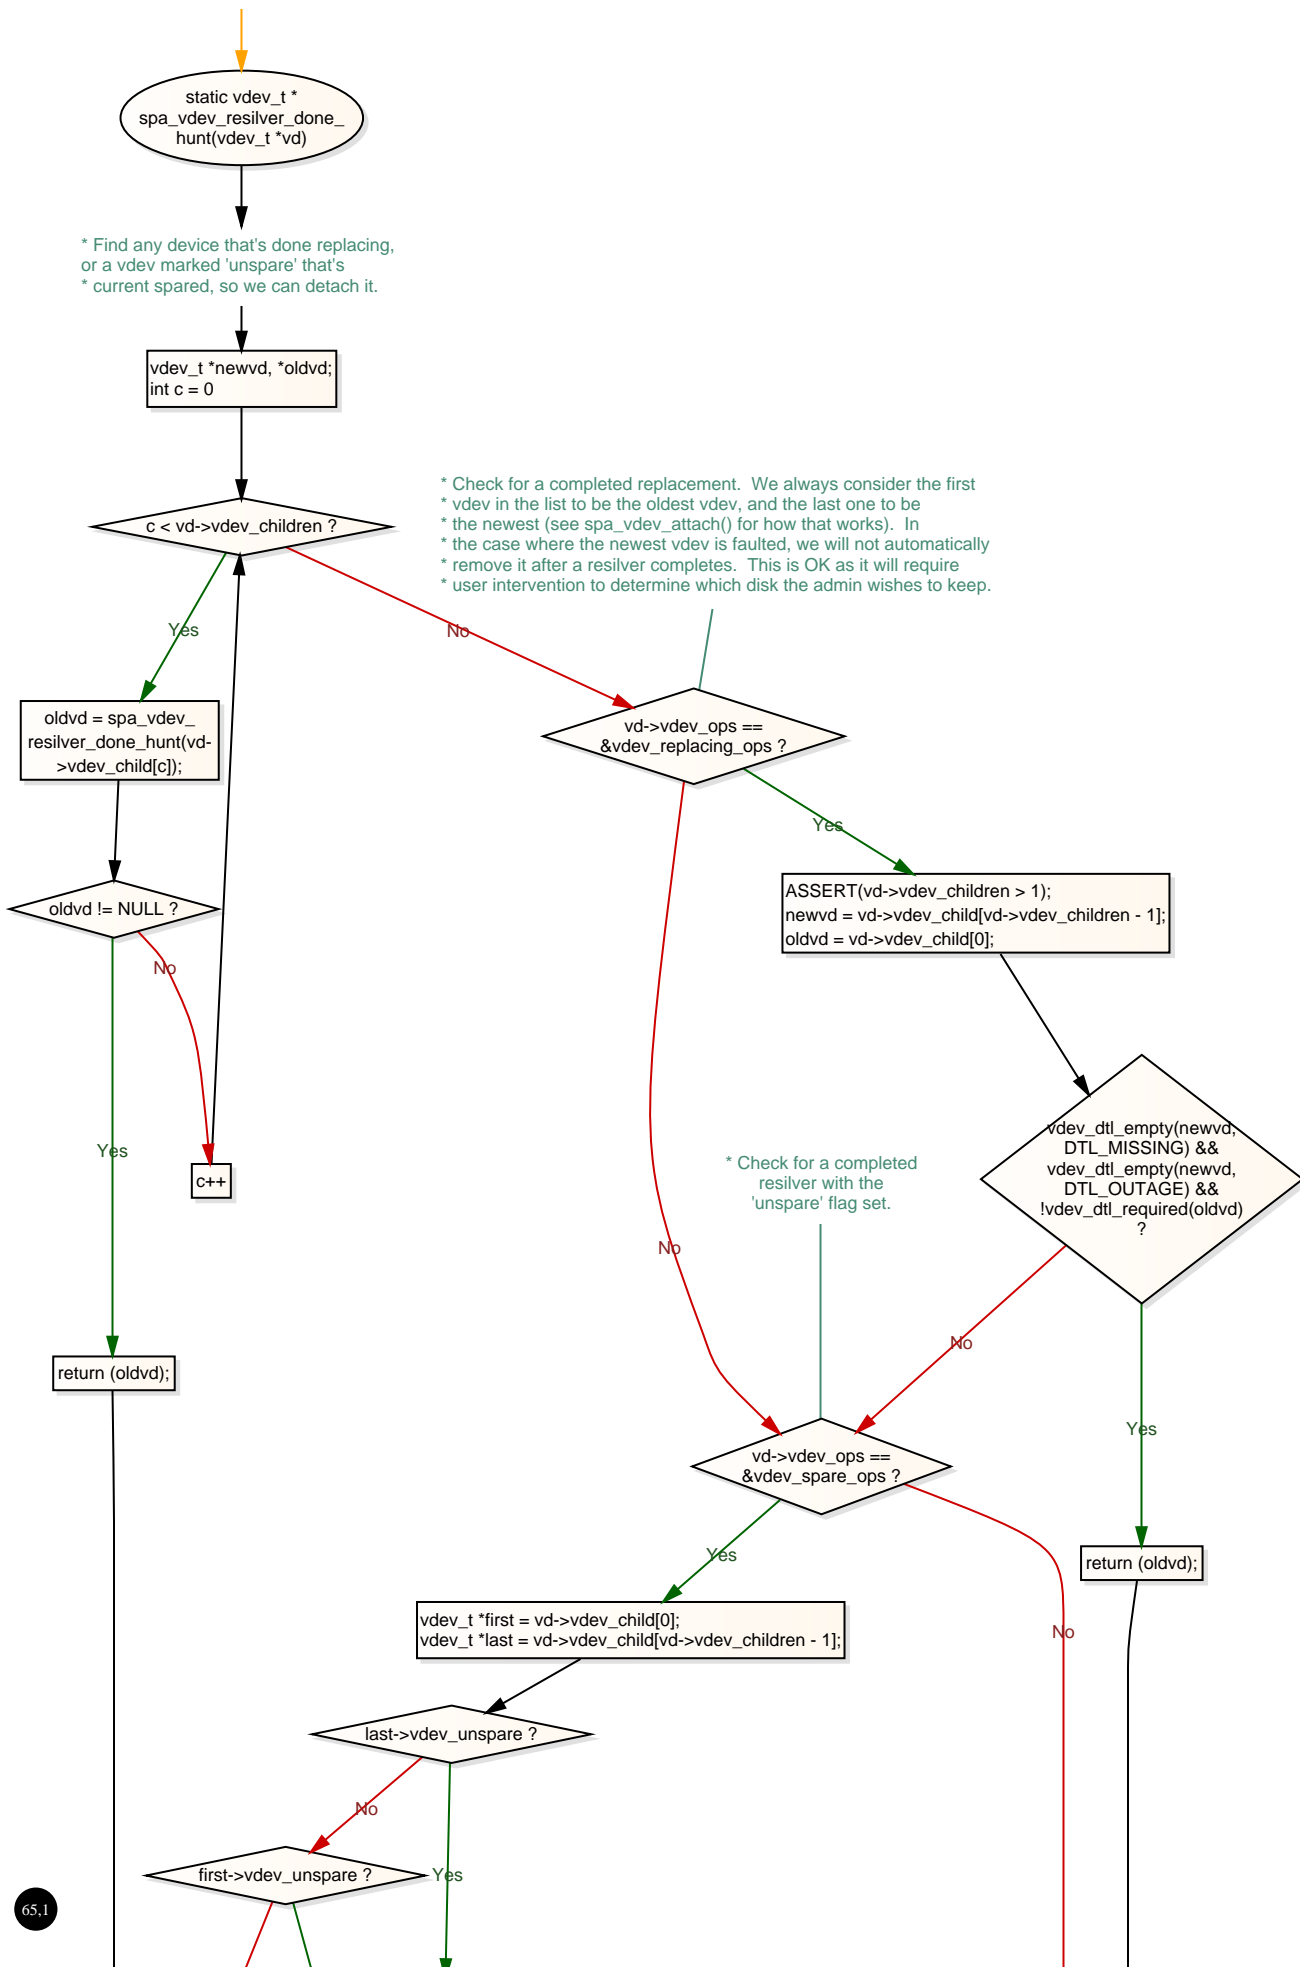 static vdev_t *
spa_vdev_resilver_done_
hunt(vdev_t *vd)
* Find any device that's done replacing,
or a vdev marked 'unspare' that's
* current spared, so we can detach it.
vdev_t *newvd, *oldvd;
int c = 0
c < vd->vdev_children ?
* Check for a completed replacement.  We always consider the first
* vdev in the list to be the oldest vdev, and the last one to be
* the newest (see spa_vdev_attach() for how that works).  In
* the case where the newest vdev is faulted, we will not automatically
* remove it after a resilver completes.  This is OK as it will require
* user intervention to determine which disk the admin wishes to keep.
Yes
No
oldvd = spa_vdev_
resilver_done_hunt(vd-
>vdev_child[c]);
vd->vdev_ops ==
&vdev_replacing_ops ?
Yes
oldvd != NULL ?
No
ASSERT(vd->vdev_children > 1);
newvd = vd->vdev_child[vd->vdev_children - 1];
oldvd = vd->vdev_child[0];
Yes
c++
vdev_dtl_empty(newvd,
DTL_MISSING) &&
vdev_dtl_empty(newvd,
DTL_OUTAGE) &&
!vdev_dtl_required(oldvd)
?
* Check for a completed
resilver with the
'unspare' flag set.
No
No
return (oldvd);
Yes
vd->vdev_ops ==
&vdev_spare_ops ?
Yes
return (oldvd);
vdev_t *first = vd->vdev_child[0];
vdev_t *last = vd->vdev_child[vd->vdev_children - 1];
No
last->vdev_unspare ?
No
first->vdev_unspare ?
Yes
65,1